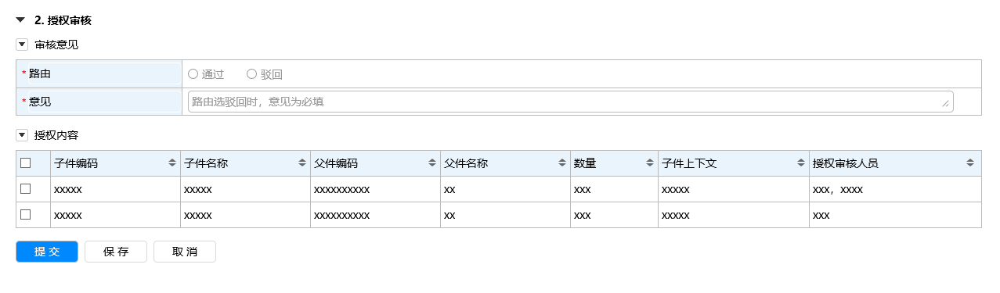 2. 授权审核
审核意见
*路由 通过 驳回
*意见 路由选驳回时，意见为必填
授权内容
子件编码 子件名称 父件编码 父件名称 数量 子件上下文 授权审核人员
xxxxx xxxxx xxxxxxxxxx xx xxx xxxxx xxx，xxxx
xxxxx xxxxx xxxxxxxxxx xx xxx xxxxx xxx
提 交 保 存 取 消